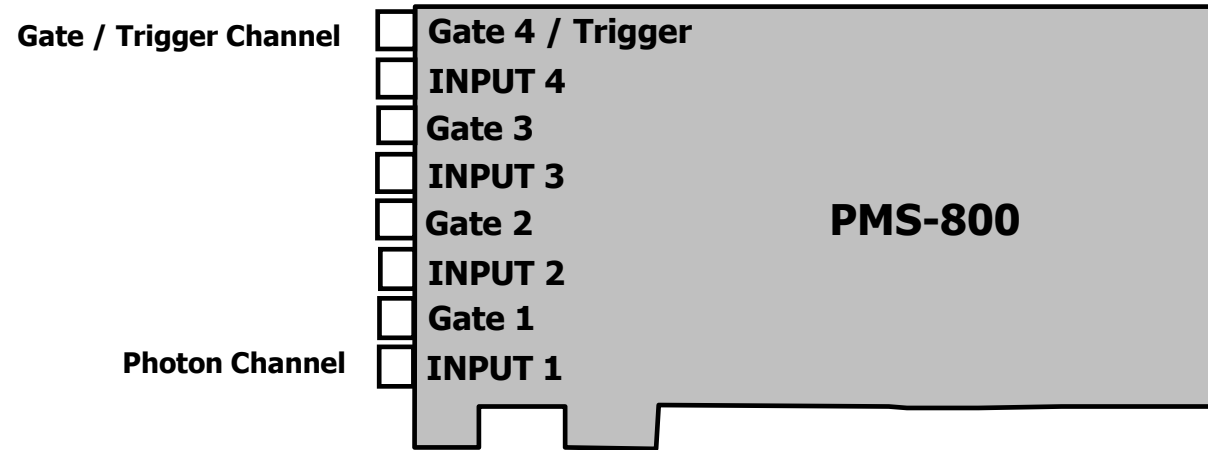 Gate / Trigger Channel
Gate 4 / Trigger
INPUT 4
Gate 3
INPUT 3
Gate 2
PMS-800
INPUT 2
Gate 1
Photon Channel
INPUT 1